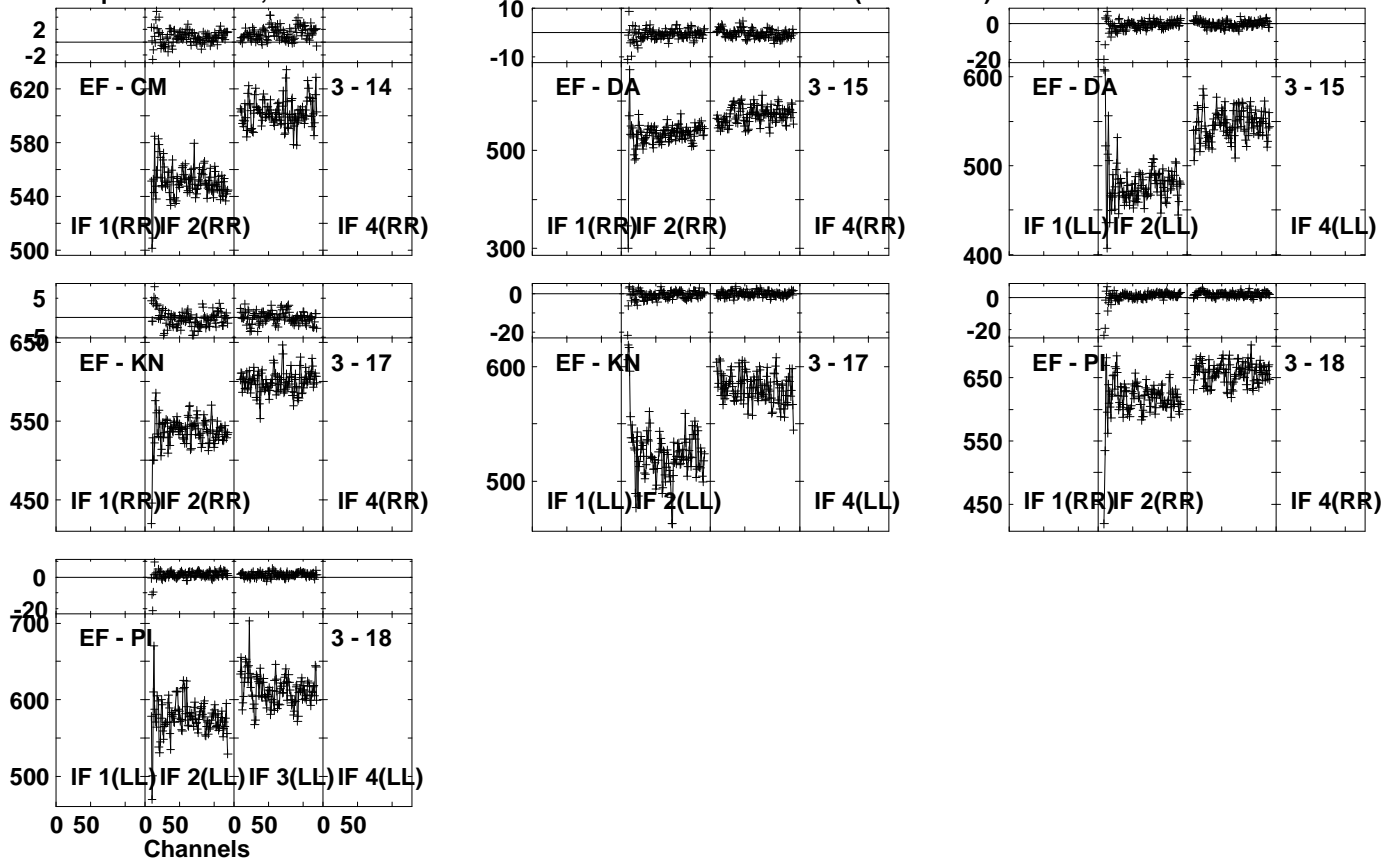 2
-2
620
580
540
500
EF - CM
3 - 14
IF 1(RR)
IF 2(RR)
IF 4(RR)
10
-10
500
300
EF - DA
3 - 15
IF 1(RR)
IF 2(RR)
IF 4(RR)
0
-20
600
500
400
EF - DA
3 - 15
IF 1(LL)
IF 2(LL)
IF 4(LL)
5
-5
650
550
450
EF - KN
3 - 17
IF 1(RR)
IF 2(RR)
IF 4(RR)
0
-20
600
500
EF - KN
3 - 17
IF 1(LL)
IF 2(LL)
IF 4(LL)
0
-20
650
550
450
EF - PI
3 - 18
IF 1(RR)
IF 2(RR)
IF 4(RR)
0
-20
700
600
500
EF - PI
3 - 18
IF 1(LL)
IF 2(LL)
IF 3(LL)
IF 4(LL)
0 50 0 50 0 50 0 50
Channels